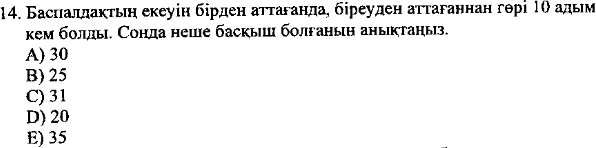 14. Баспалдақтың екеуін бірден аттағанда, біреуден аттағаннан гөрі 10 адым
кем болды. Сонда неше басқыш болғанын анықтаңыз.
A) 30
B) 25
C) 31
D) 20
E) 35